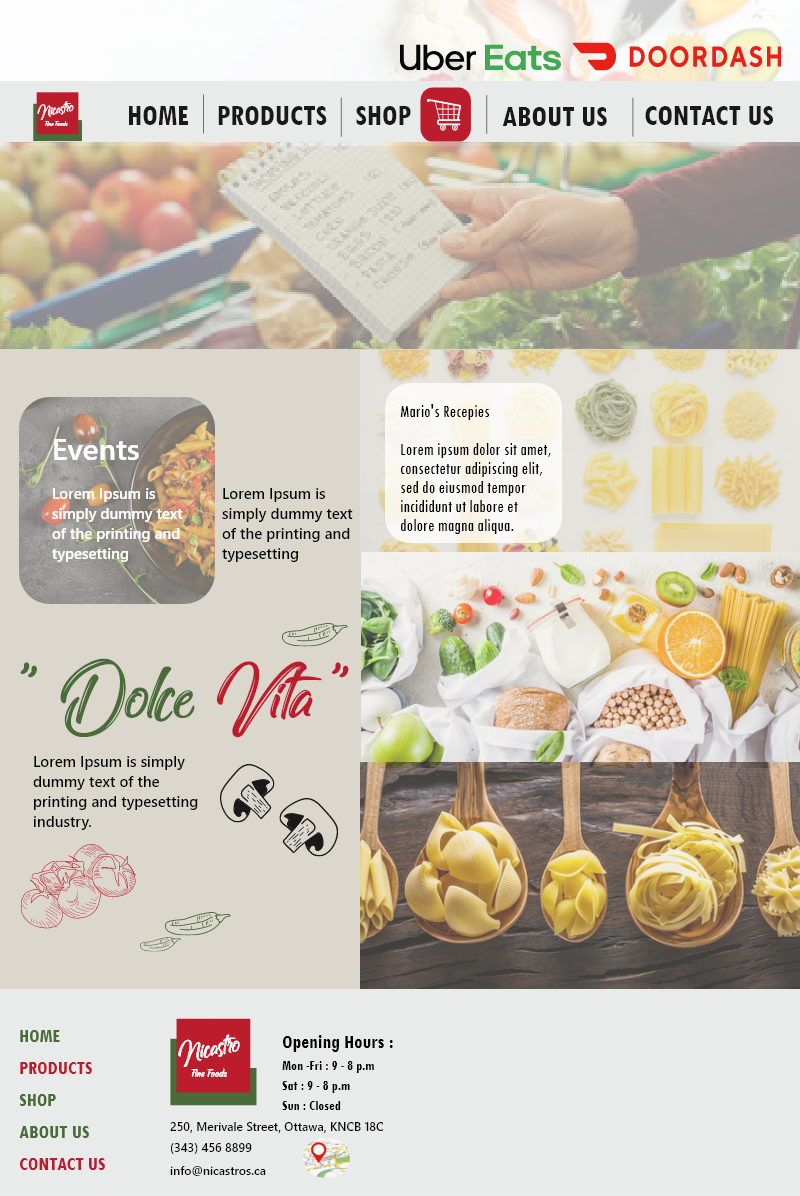 Uber Eats DOORDASH
Nicastro
Fine Foods
HOME PRODUCTS SHOP ABOUT US CONTACT US
Events
Lorem Ipsum is
simply dummy text
of the printing and
typesetting
Lorem Ipsum is
simply dummy text
of the printing and
typesetting
Mario's Recepies
Lorem ipsum dolor sit amet,
consectetur adipiscing elit,
sed do eiusmod tempor
incididunt ut labore et
dolore magna aliqua.
" Dolce Vita "
Lorem Ipsum is simply
dummy text of the
printing and typesetting
industry.
HOME
PRODUCTS
SHOP
ABOUT US
CONTACT US
Nicastro
Fine Foods
Opening Hours :
Mon -Fri : 9 - 8 p.m
Sat : 9 - 8 p.m
Sun : Closed
250, Merivale Street, Ottawa, KNCB 18C
(343) 456 8899
info@nicastros.ca